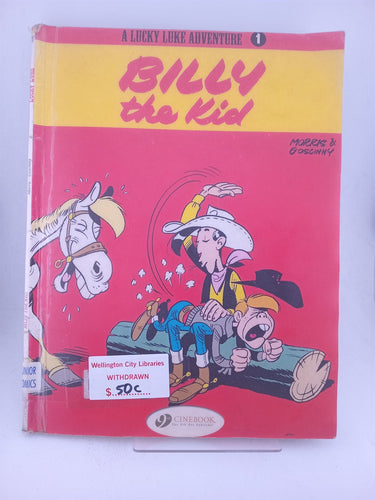 A LUCKY LUKE ADVENTURE 1
BILLY
the Kid
MORRIS &
GOSCINNY
Wellington City Libraries
WITHDRAWN
$ 50c
CINEBOOK